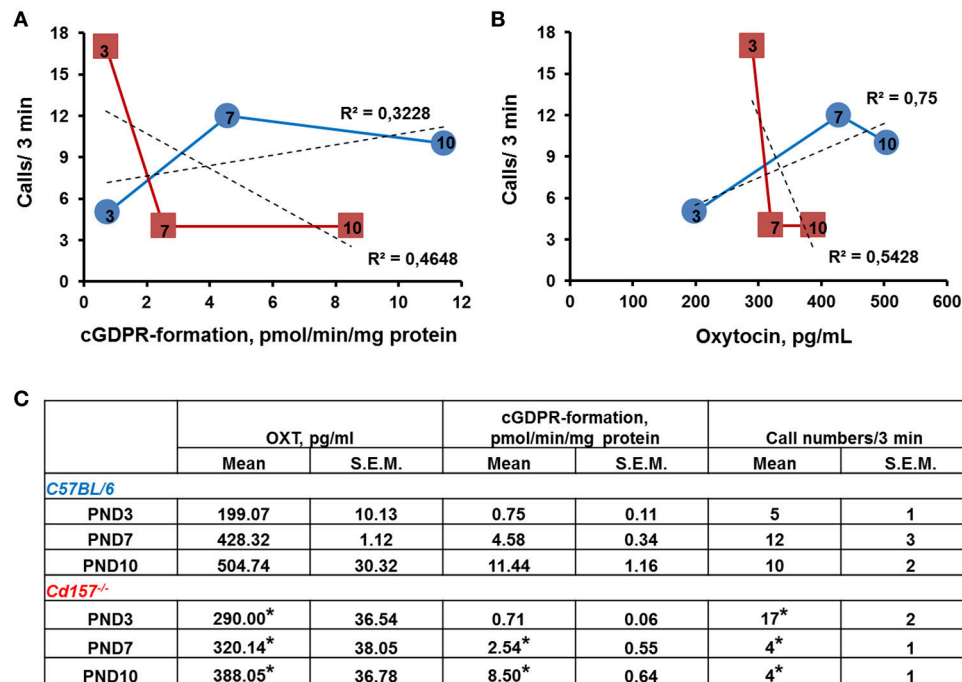 A
18
15
12
9
6
3
0
Calls/ 3 min
3
7
10
3
7
10
R² = 0,3228
R² = 0,4648
0 2 4 6 8 10 12
cGDPR-formation, pmol/min/mg protein
B
18
15
12
9
6
3
0
Calls/ 3 min
3
7
10
3
7
10
R² = 0,75
R² = 0,5428
0 100 200 300 400 500 600
Oxytocin, pg/mL
C
OXT, pg/ml cGDPR-formation, pmol/min/mg protein Call numbers/3 min
Mean S.E.M. Mean S.E.M. Mean S.E.M.
C57BL/6
PND3 199.07 10.13 0.75 0.11 5 1
PND7 428.32 1.12 4.58 0.34 12 3
PND10 504.74 30.32 11.44 1.16 10 2
Cd157-/-
PND3 290.00* 36.54 0.71 0.06 17* 2
PND7 320.14* 38.05 2.54* 0.55 4* 1
PND10 388.05* 36.78 8.50* 0.64 4* 1